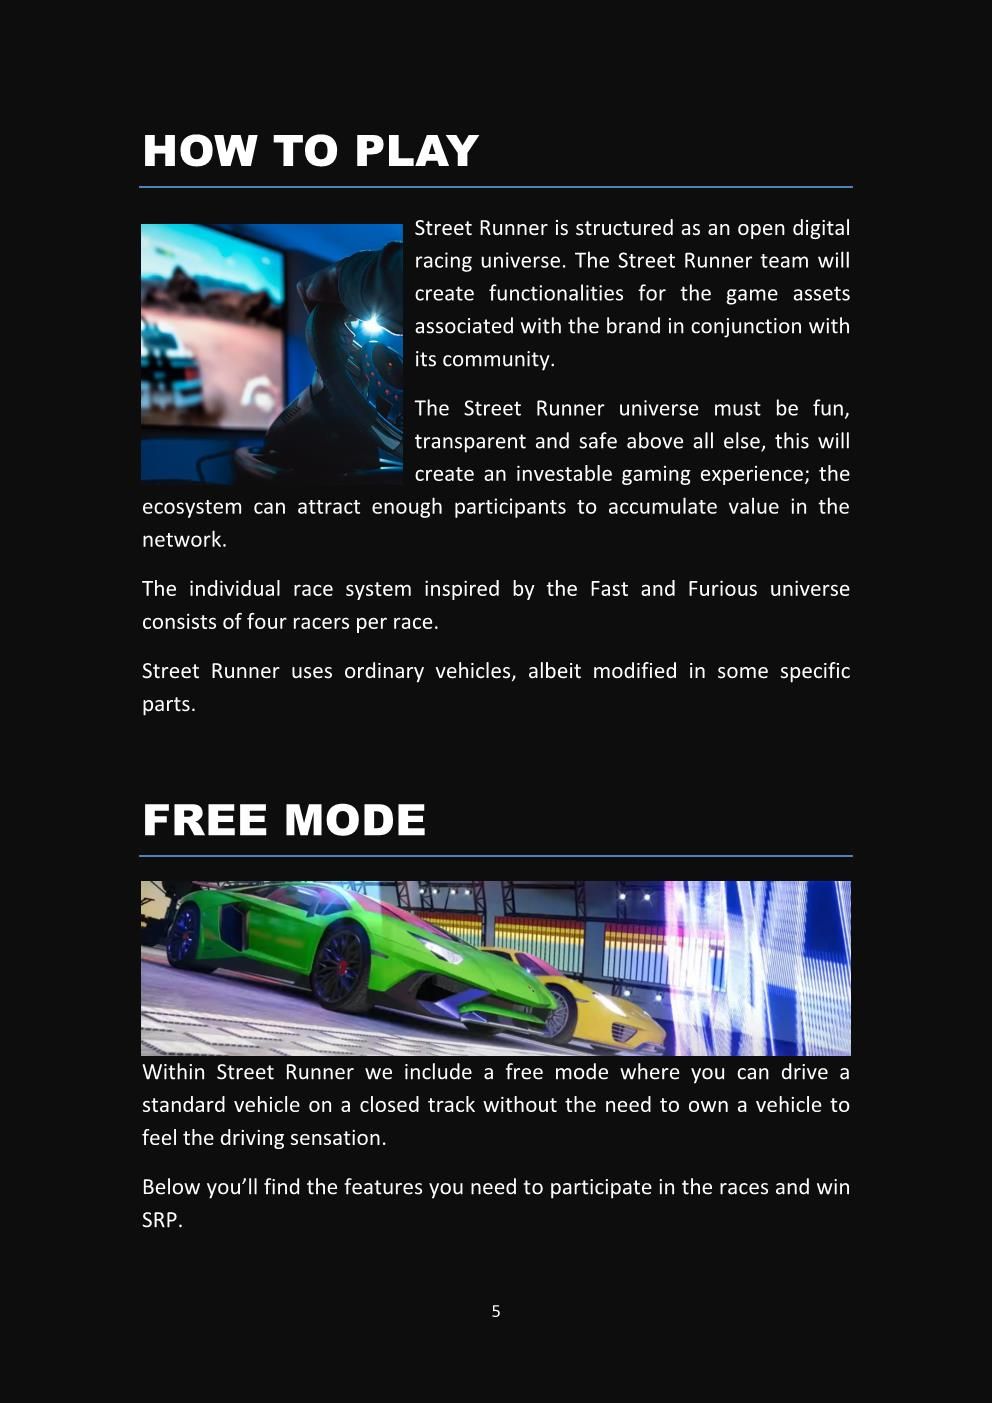 HOW TO PLAY
Street Runner is structured as an open digital
racing universe. The Street Runner team will
create functionalities for the game assets
associated with the brand in conjunction with
its community.
The Street Runner universe must be fun,
transparent and safe above all else, this will
create an investable gaming experience; the
ecosystem can attract enough participants to accumulate value in the
network.
The individual race system inspired by the Fast and Furious universe
consists of four racers per race.
Street Runner uses ordinary vehicles, albeit modified in some specific
parts.
FREE MODE
Within Street Runner we include a free mode where you can drive a
standard vehicle on a closed track without the need to own a vehicle to
feel the driving sensation.
Below you’ll find the features you need to participate in the races and win
SRP.
5